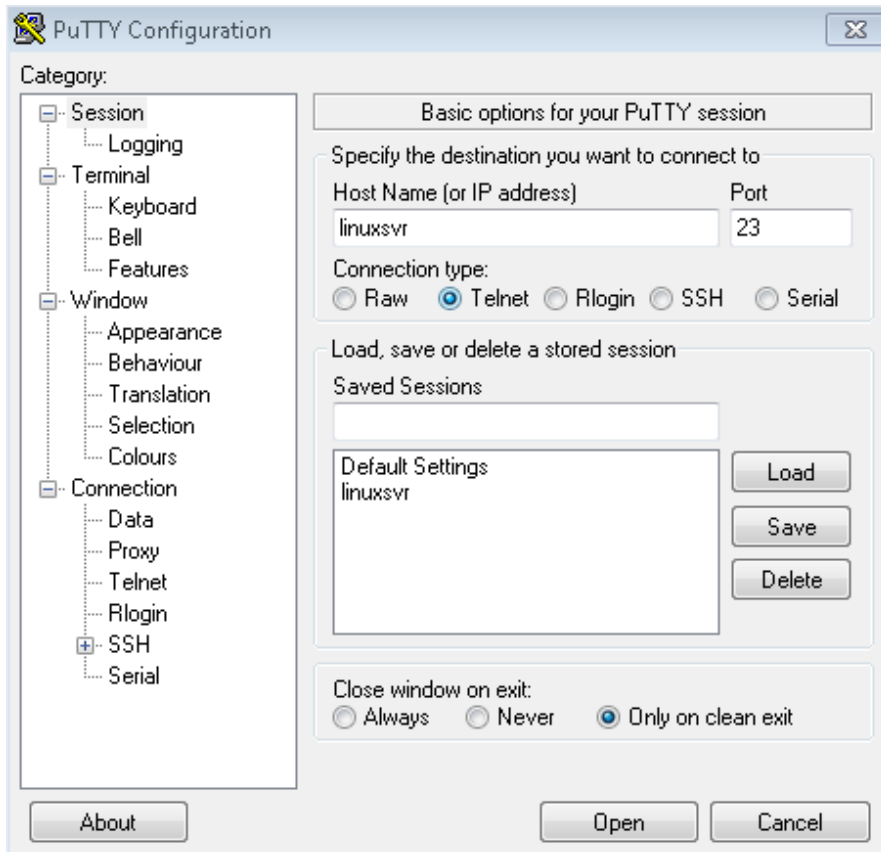 PuTTY Configuration
Category:
Session
Logging
Terminal
Keyboard
Bell
Features
Window
Appearance
Behaviour
Translation
Selection
Colours
Connection
Data
Proxy
Telnet
Rlogin
SSH
Serial
Basic options for your PuTTY session
Specify the destination you want to connect to
Host Name (or IP address) Port
linuxsvr 23
Connection type:
Raw Telnet Rlogin SSH Serial
Load, save or delete a stored session
Saved Sessions
Default Settings
linuxsvr
Load
Save
Delete
Close window on exit:
Always Never Only on clean exit
About Open Cancel